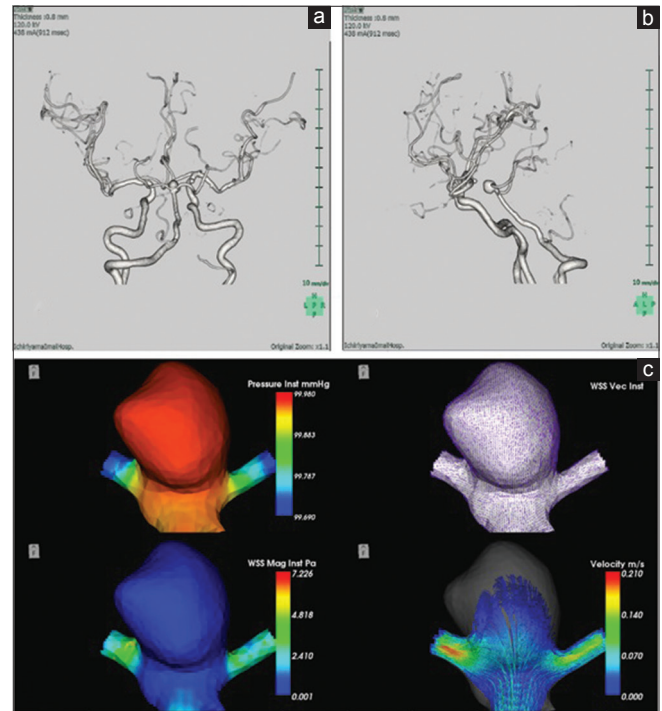 a
Thickness :0.8 mm
120.0 kV
438 mA(912 msec)
10 mm/div
H
L P R
F
Original Zoom: x1.1
b
Thickness :0.8 mm
120.0 kV
438 mA(912 msec)
10 mm/div
H
A L P
F
Original Zoom: x1.1
c
Pressure Inst mmHg
99.980
99.883
99.787
99.690
WSS Vec Inst
WSS Mag Inst Pa
7.226
4.818
2.410
0.001
Velocity m/s
0.210
0.140
0.070
0.000